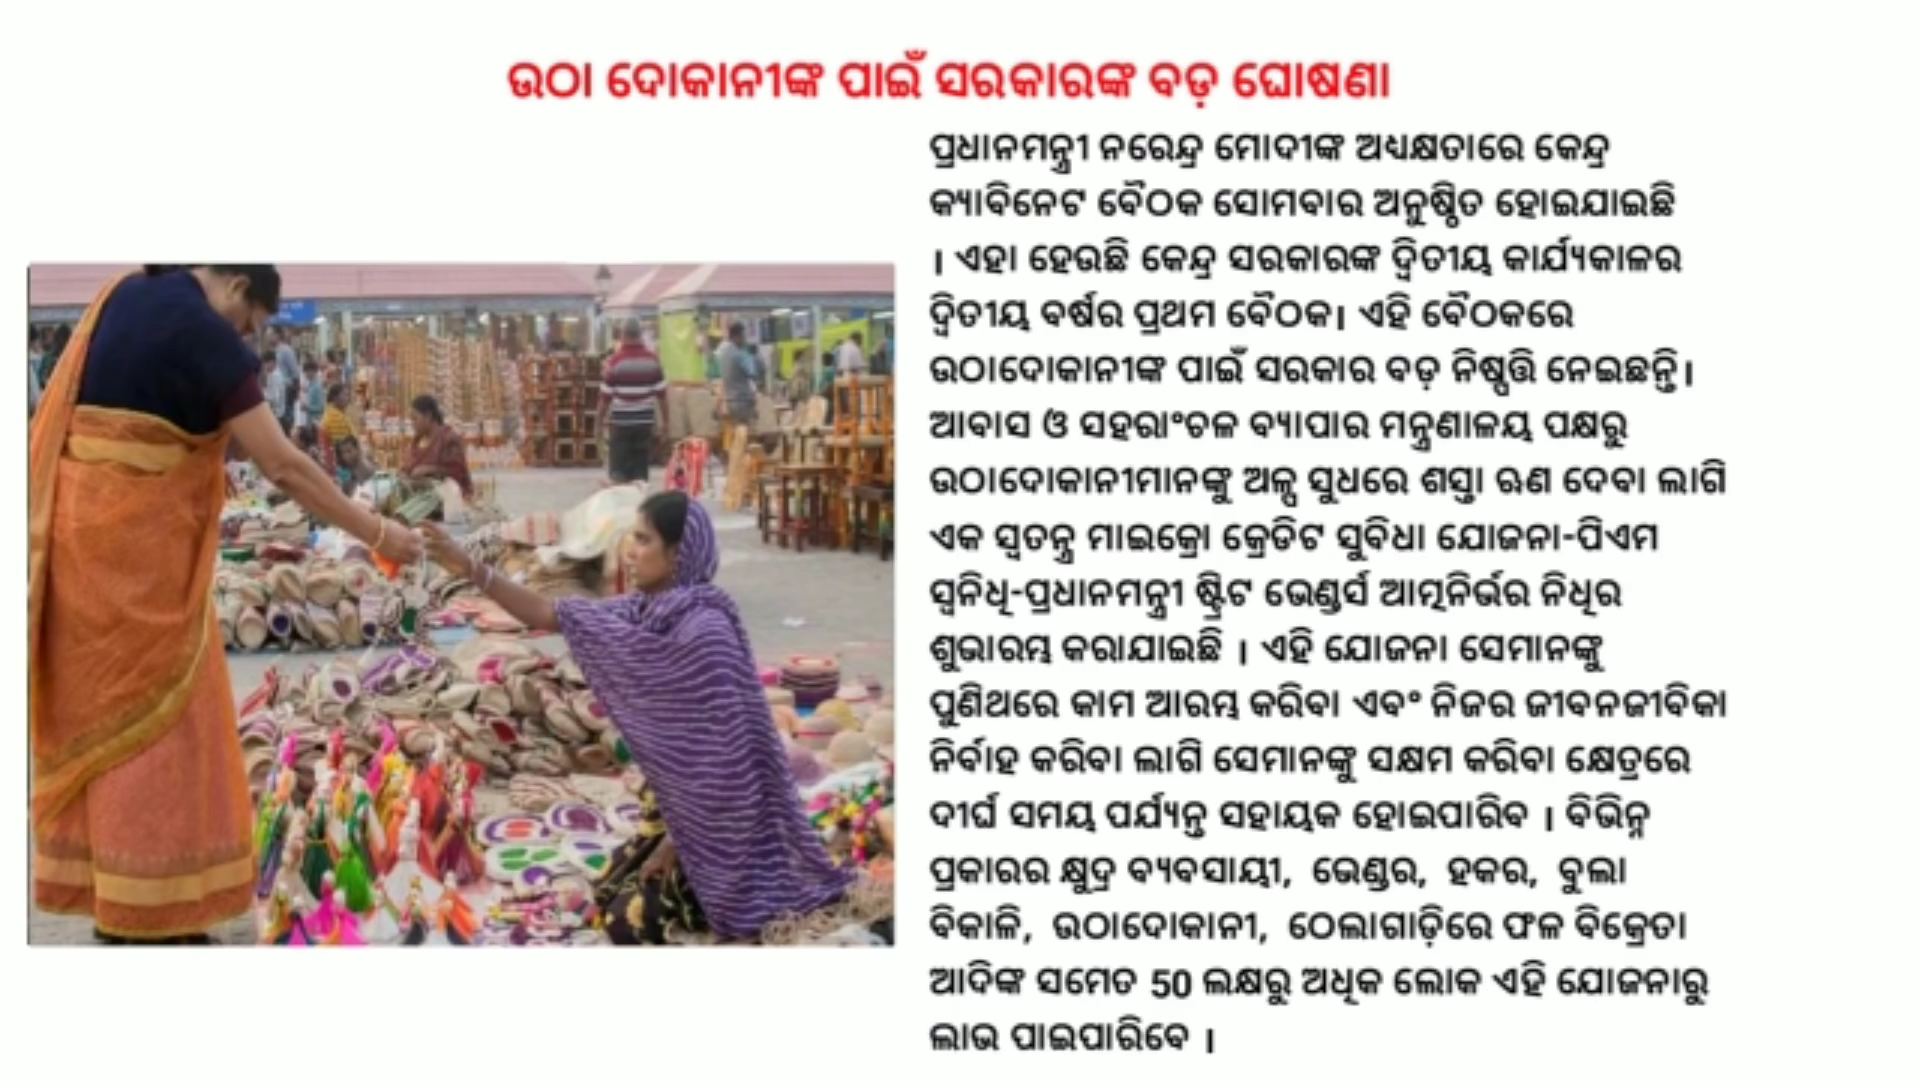 ଉଠା ଦୋକାନୀଙ୍କ ପାଇଁ ସରକାରଙ୍କ ବଡ଼ ଘୋଷଣା
ପ୍ରଧାନମନ୍ତ୍ରୀ ନରେନ୍ଦ୍ର ମୋଦୀଙ୍କ ଅଧ୍ୟକ୍ଷତାରେ କେନ୍ଦ୍ର
କ୍ୟାବିନେଟ ବୈଠକ ସୋମବାର ଅନୁଷ୍ଠିତ ହୋଇଯାଇଛି
। ଏହା ହେଉଛି କେନ୍ଦ୍ର ସରକାରଙ୍କ ଦ୍ୱିତୀୟ କାର୍ଯ୍ୟକାଳର
ଦ୍ୱିତୀୟ ବର୍ଷର ପ୍ରଥମ ବୈଠକ। ଏହି ବୈଠକରେ
ଉଠାଦୋକାନୀଙ୍କ ପାଇଁ ସରକାର ବଡ଼ ନିଷ୍ପତ୍ତି ନେଇଛନ୍ତି।
ଆବାସ ଓ ସହରାଂଚଳ ବ୍ୟାପାର ମନ୍ତ୍ରଣାଳୟ ପକ୍ଷରୁ
ଉଠାଦୋକାନୀମାନଙ୍କୁ ଅଳ୍ପ ସୁଧରେ ଶସ୍ତା ଋଣ ଦେବା ଲାଗି
ଏକ ସ୍ୱତନ୍ତ୍ର ମାଇକ୍ରୋ କ୍ରେଡିଟ ସୁବିଧା ଯୋଜନା-ପିଏମ
ସ୍ୱନିଧି-ପ୍ରଧାନମନ୍ତ୍ରୀ ଷ୍ଟ୍ରିଟ ଭେଣ୍ଡର୍ସ ଆତ୍ମନିର୍ଭର ନିଧିର
ଶୁଭାରମ୍ଭ କରାଯାଇଛି । ଏହି ଯୋଜନା ସେମାନଙ୍କୁ
ପୁଣିଥରେ କାମ ଆରମ୍ଭ କରିବା ଏବଂ ନିଜର ଜୀବନଜୀବିକା
ନିର୍ବାହ କରିବା ଲାଗି ସେମାନଙ୍କୁ ସକ୍ଷମ କରିବା କ୍ଷେତ୍ରରେ
ଦୀର୍ଘ ସମୟ ପର୍ଯ୍ୟନ୍ତ ସହାୟକ ହୋଇପାରିବ । ବିଭିନ୍ନ
ପ୍ରକାରର କ୍ଷୁଦ୍ର ବ୍ୟବସାୟୀ, ଭେଣ୍ଡର, ହକର, ବୁଲା
ବିକାଳି, ଉଠାଦୋକାନୀ, ଠେଲାଗାଡ଼ିରେ ଫଳ ବିକ୍ରେତା
ଆଦିଙ୍କ ସମେତ 50 ଲକ୍ଷରୁ ଅଧିକ ଲୋକ ଏହି ଯୋଜନାରୁ
ଲାଭ ପାଇପାରିବେ ।